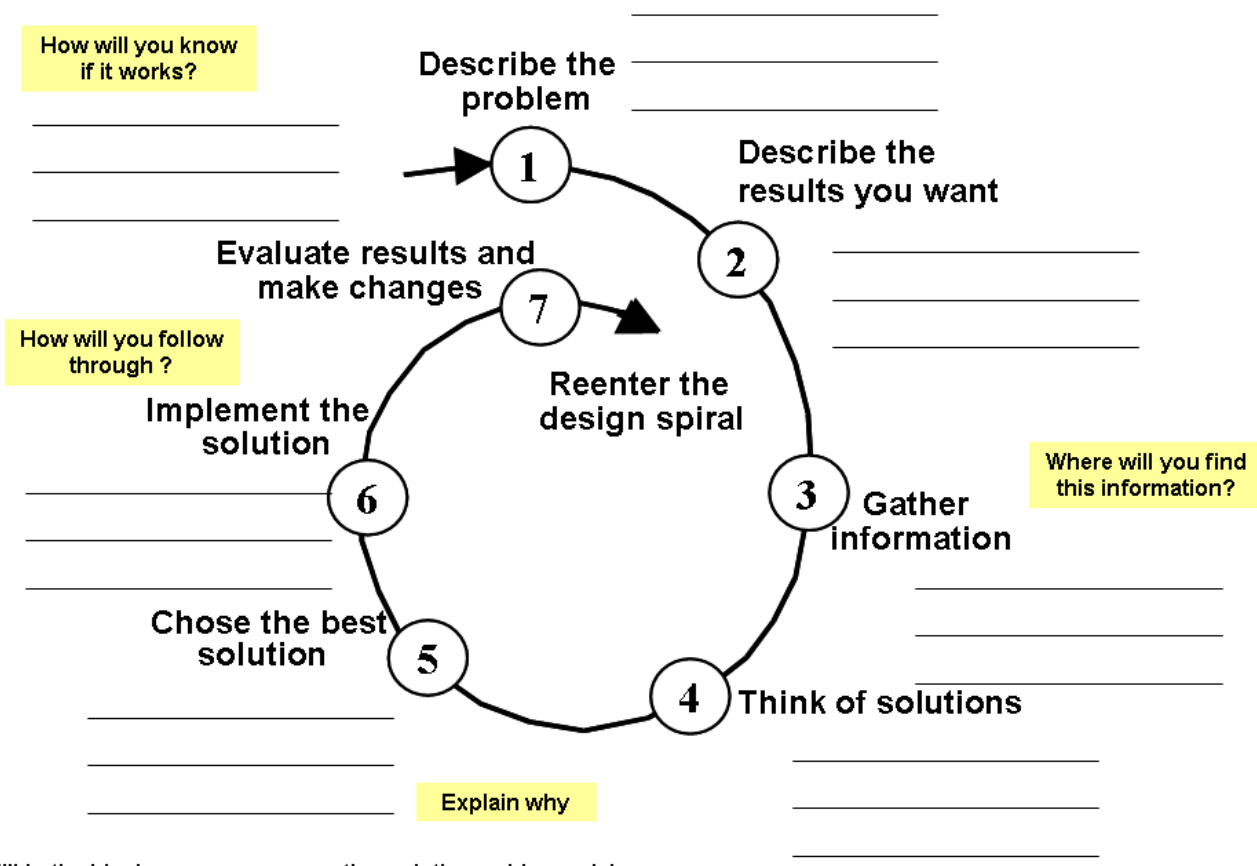 How will you know
if it works?
Describe the
problem
1
Describe the
results you want
2
Evaluate results and
make changes
7
How will you follow
through ?
Reenter the
design spiral
Implement the
solution
6
Where will you find
this information?
3
Gather
information
Chose the best
solution
5
4
Think of solutions
Explain why